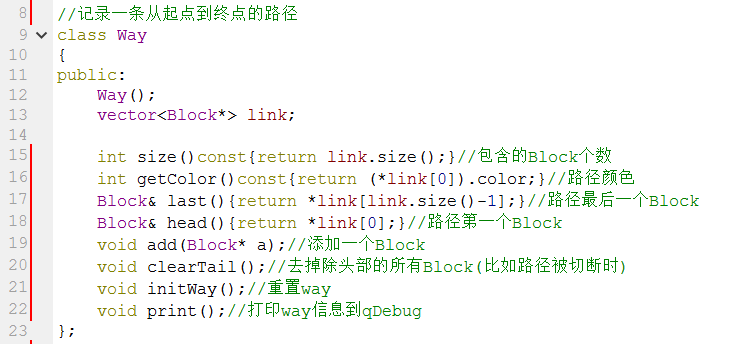 8 //记录一条从起点到终点的路径
9 class Way
10 {
11 public:
12     Way();
13     vector<Block*> link;
14
15     int size()const{return link.size();}//包含的Block个数
16     int getColor()const{return (*link[0]).color;}//路径颜色
17     Block& last(){return *link[link.size()-1];}//路径最后一个Block
18     Block& head(){return *link[0];}//路径第一个Block
19     void add(Block* a);//添加一个Block
20     void clearTail();//去掉除头部的所有Block(比如路径被切断时)
21     void initWay();//重置way
22     void print();//打印way信息到qDebug
23 };